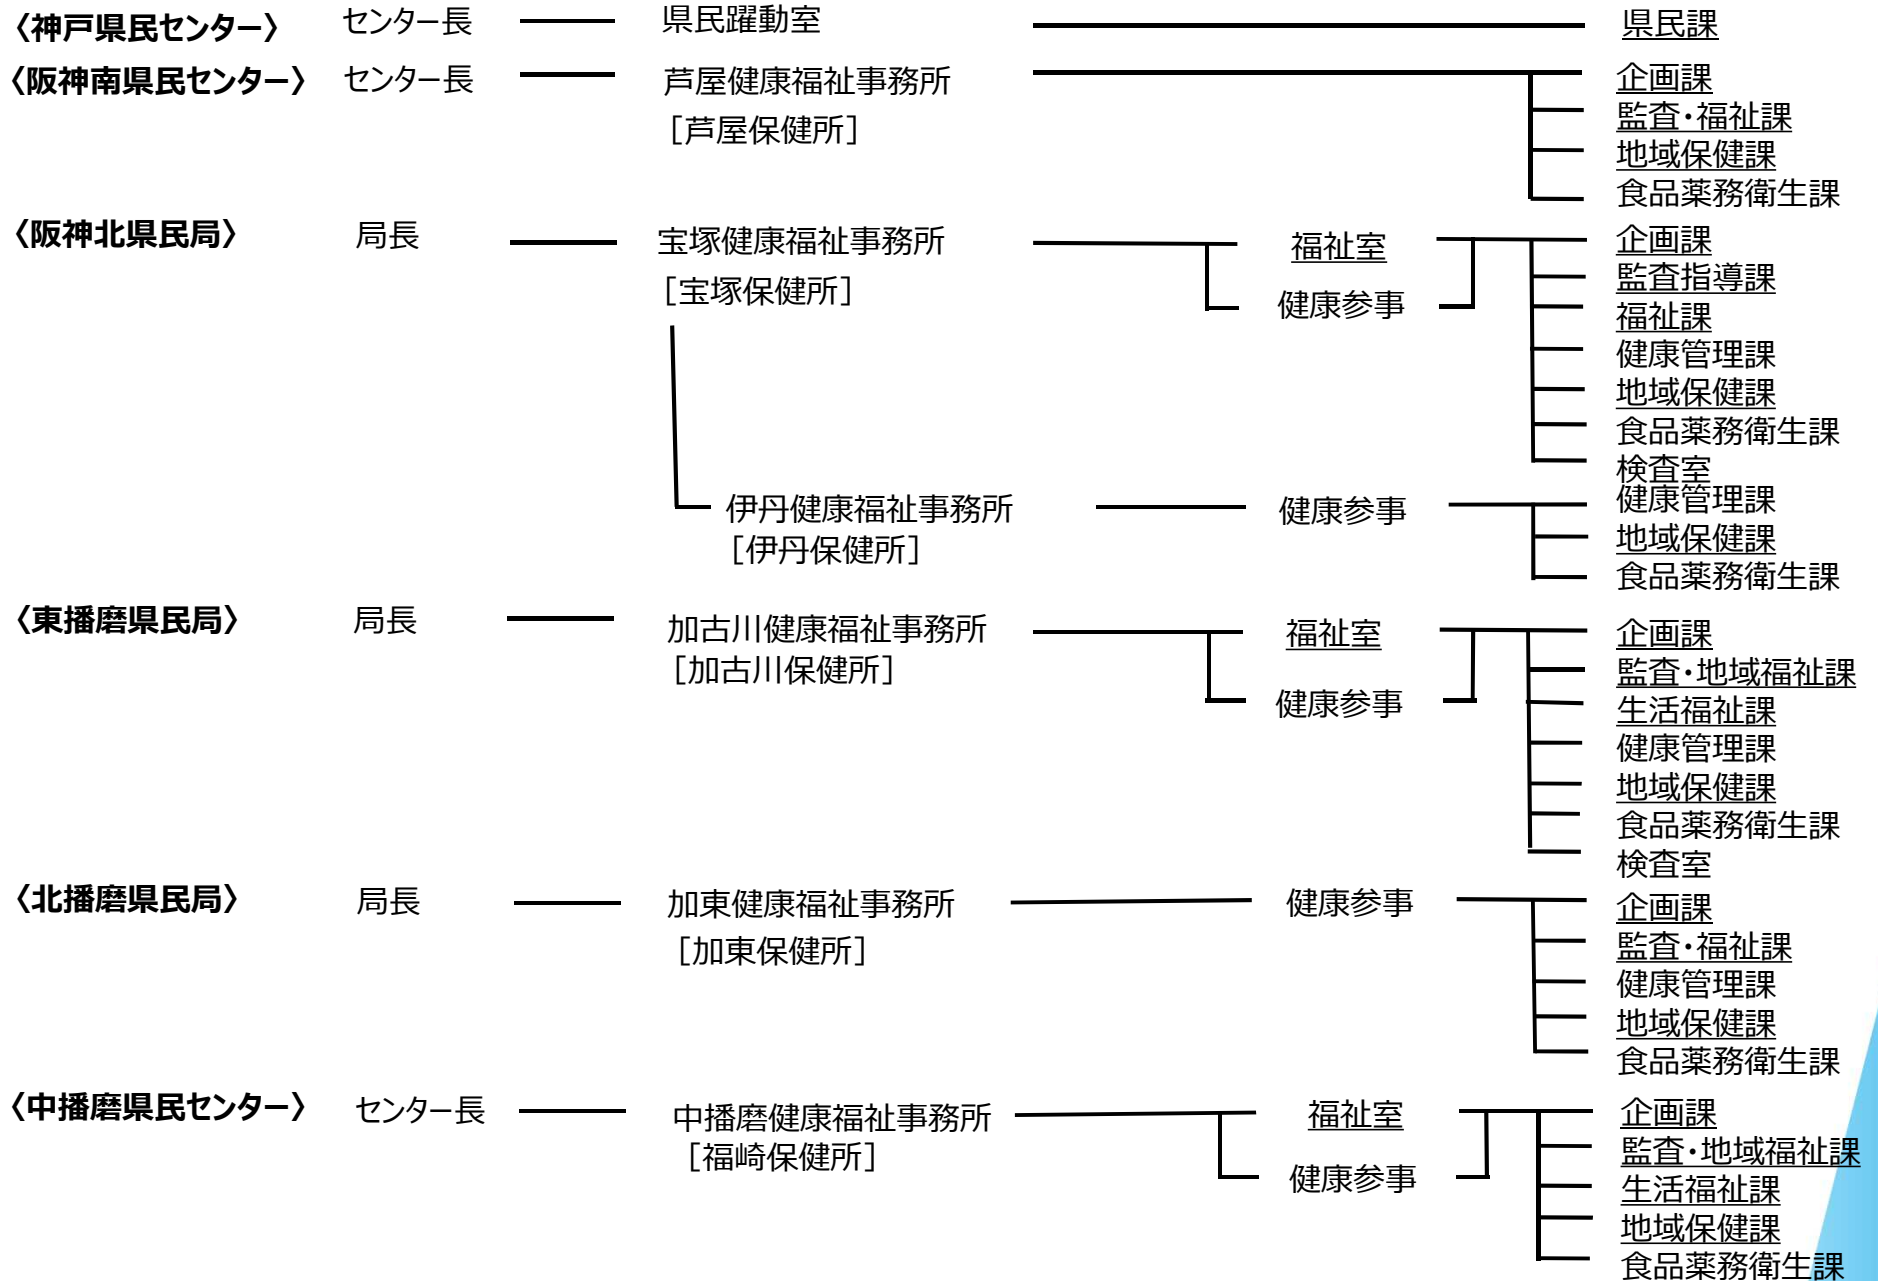 〈神戸県民センター〉 センター長 県民躍動室 県民課
〈阪神南県民センター〉 センター長 芦屋健康福祉事務所 企画課
[芦屋保健所] 監査・福祉課
地域保健課
食品薬務衛生課
〈阪神北県民局〉 局長 宝塚健康福祉事務所 福祉室 企画課
[宝塚保健所] 健康参事 監査指導課
福祉課
健康管理課
地域保健課
食品薬務衛生課
検査室
伊丹健康福祉事務所 健康参事 健康管理課
[伊丹保健所] 地域保健課
食品薬務衛生課
〈東播磨県民局〉 局長 加古川健康福祉事務所 福祉室 企画課
[加古川保健所] 健康参事 監査・地域福祉課
生活福祉課
健康管理課
地域保健課
食品薬務衛生課
検査室
〈北播磨県民局〉 局長 加東健康福祉事務所 健康参事 企画課
[加東保健所] 監査・福祉課
健康管理課
地域保健課
食品薬務衛生課
〈中播磨県民センター〉 センター長 中播磨健康福祉事務所 福祉室 企画課
[福崎保健所] 健康参事 監査・地域福祉課
生活福祉課
地域保健課
食品薬務衛生課